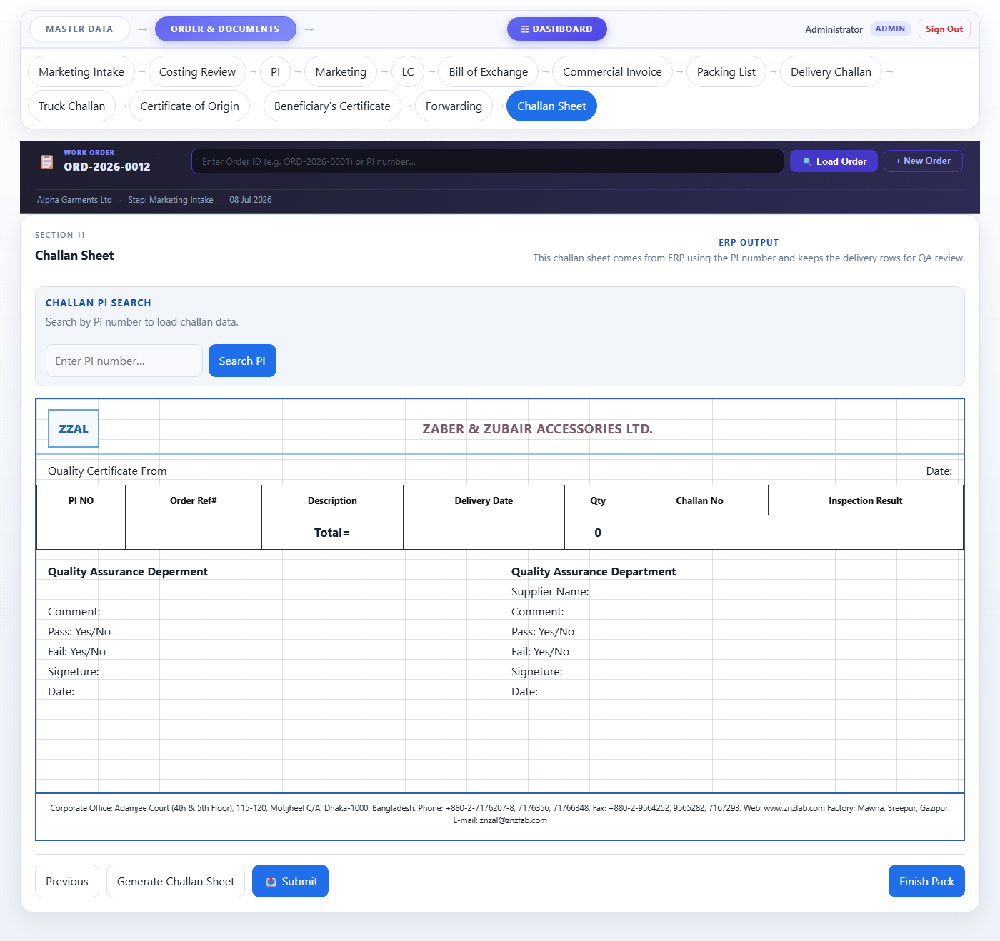 MASTER DATA → ORDER & DOCUMENTS → DASHBOARD Administrator ADMIN Sign Out
Marketing Intake → Costing Review → PI → Marketing → LC → Bill of Exchange → Commercial Invoice → Packing List → Delivery Challan →
Truck Challan → Certificate of Origin → Beneficiary's Certificate → Forwarding → Challan Sheet
WORK ORDER
ORD-2026-0012
Enter Order ID (e.g. ORD-2026-0001) or PI number...
Load Order
+ New Order
Alpha Garments Ltd · Step: Marketing Intake · 08 Jul 2026
SECTION 11
Challan Sheet
ERP OUTPUT
This challan sheet comes from ERP using the PI number and keeps the delivery rows for QA review.
CHALLAN PI SEARCH
Search by PI number to load challan data.
Enter PI number...
Search PI
ZZAL
ZABER & ZUBAIR ACCESSORIES LTD.
Quality Certificate From Date:
PI NO Order Ref# Description Delivery Date Qty Challan No Inspection Result
Total= 0
Quality Assurance Deperment
Comment:
Pass: Yes/No
Fail: Yes/No
Signeture:
Date:
Quality Assurance Department
Supplier Name:
Comment:
Pass: Yes/No
Fail: Yes/No
Signeture:
Date:
Corporate Office: Adamjee Court (4th & 5th Floor), 115-120, Motijheel C/A, Dhaka-1000, Bangladesh. Phone: +880-2-7176207-8, 7176356, 71766348, Fax: +880-2-9564252, 9565282, 7167293. Web: www.znzfab.com Factory: Mawna, Sreepur, Gazipur.
E-mail: znzal@znzfab.com
Previous Generate Challan Sheet Submit Finish Pack